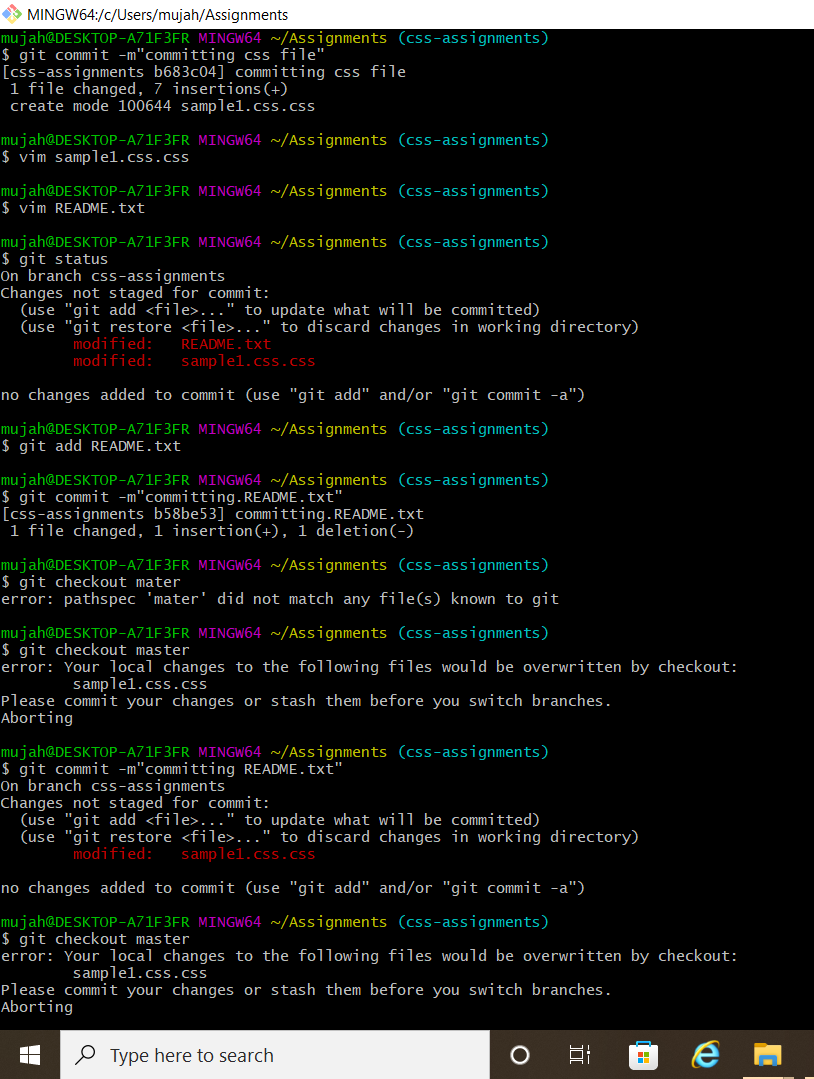 MINGW64:/c/Users/mujah/Assignments
mujah@DESKTOP-A71F3FR MINGW64 ~/Assignments (css-assignments)
$ git commit -m"committing css file"
[css-assignments b683c04] committing css file
 1 file changed, 7 insertions(+)
 create mode 100644 sample1.css.css

mujah@DESKTOP-A71F3FR MINGW64 ~/Assignments (css-assignments)
$ vim sample1.css.css

mujah@DESKTOP-A71F3FR MINGW64 ~/Assignments (css-assignments)
$ vim README.txt

mujah@DESKTOP-A71F3FR MINGW64 ~/Assignments (css-assignments)
$ git status
On branch css-assignments
Changes not staged for commit:
  (use "git add <file>..." to update what will be committed)
  (use "git restore <file>..." to discard changes in working directory)
        modified:   README.txt
        modified:   sample1.css.css

no changes added to commit (use "git add" and/or "git commit -a")

mujah@DESKTOP-A71F3FR MINGW64 ~/Assignments (css-assignments)
$ git add README.txt

mujah@DESKTOP-A71F3FR MINGW64 ~/Assignments (css-assignments)
$ git commit -m"committing.README.txt"
[css-assignments b58be53] committing.README.txt
 1 file changed, 1 insertion(+), 1 deletion(-)

mujah@DESKTOP-A71F3FR MINGW64 ~/Assignments (css-assignments)
$ git checkout mater
error: pathspec 'mater' did not match any file(s) known to git

mujah@DESKTOP-A71F3FR MINGW64 ~/Assignments (css-assignments)
$ git checkout master
error: Your local changes to the following files would be overwritten by checkout:
        sample1.css.css
Please commit your changes or stash them before you switch branches.
Aborting

mujah@DESKTOP-A71F3FR MINGW64 ~/Assignments (css-assignments)
$ git commit -m"committing README.txt"
On branch css-assignments
Changes not staged for commit:
  (use "git add <file>..." to update what will be committed)
  (use "git restore <file>..." to discard changes in working directory)
        modified:   sample1.css.css

no changes added to commit (use "git add" and/or "git commit -a")

mujah@DESKTOP-A71F3FR MINGW64 ~/Assignments (css-assignments)
$ git checkout master
error: Your local changes to the following files would be overwritten by checkout:
        sample1.css.css
Please commit your changes or stash them before you switch branches.
Aborting
Type here to search